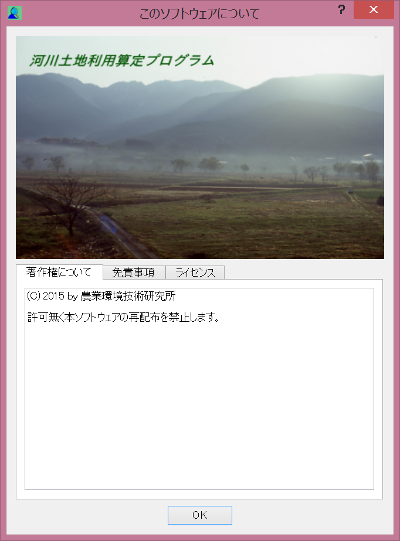 このソフトウェアについて
?
河川土地利用算定プログラム
著作権について
免責事項
ライセンス
(C) 2015 by 農業環境技術研究所
許可無く本ソフトウェアの再配布を禁止します。
OK